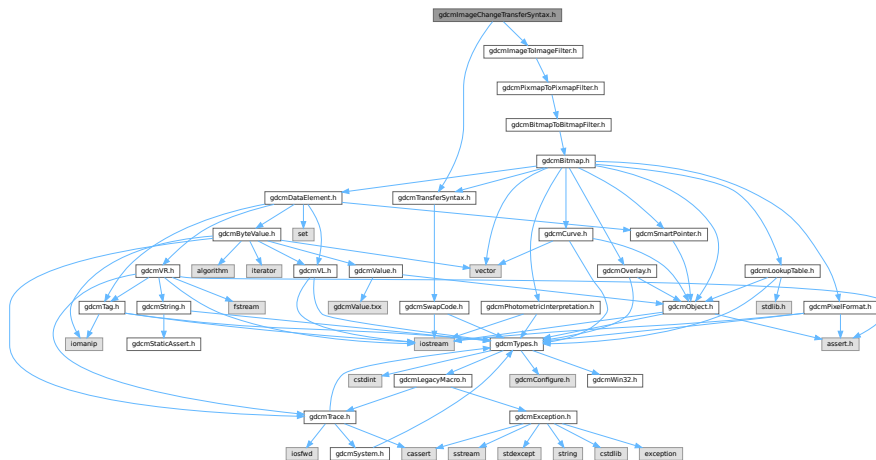 gdcmImageChangeTransferSyntax.h
gdcmImageToImageFilter.h
gdcmPixmapToPixmapFilter.h
gdcmBitmapToBitmapFilter.h
gdcmBitmap.h
gdcmDataElement.h
gdcmTransferSyntax.h
gdcmByteValue.h
set
gdcmCurve.h
gdcmSmartPointer.h
gdcmVR.h
algorithm
iterator
gdcmVL.h
gdcmValue.h
vector
gdcmOverlay.h
gdcmLookupTable.h
gdcmTag.h
gdcmString.h
fstream
gdcmValue.txx
gdcmSwapCode.h
gdcmPhotometricInterpretation.h
gdcmObject.h
stdlib.h
gdcmPixelFormat.h
iomanip
gdcmStaticAssert.h
iostream
gdcmTypes.h
assert.h
cstdint
gdcmLegacyMacro.h
gdcmConfigure.h
gdcmWin32.h
gdcmTrace.h
gdcmException.h
iosfwd
gdcmSystem.h
cassert
sstream
stdexcept
string
cstdlib
exception